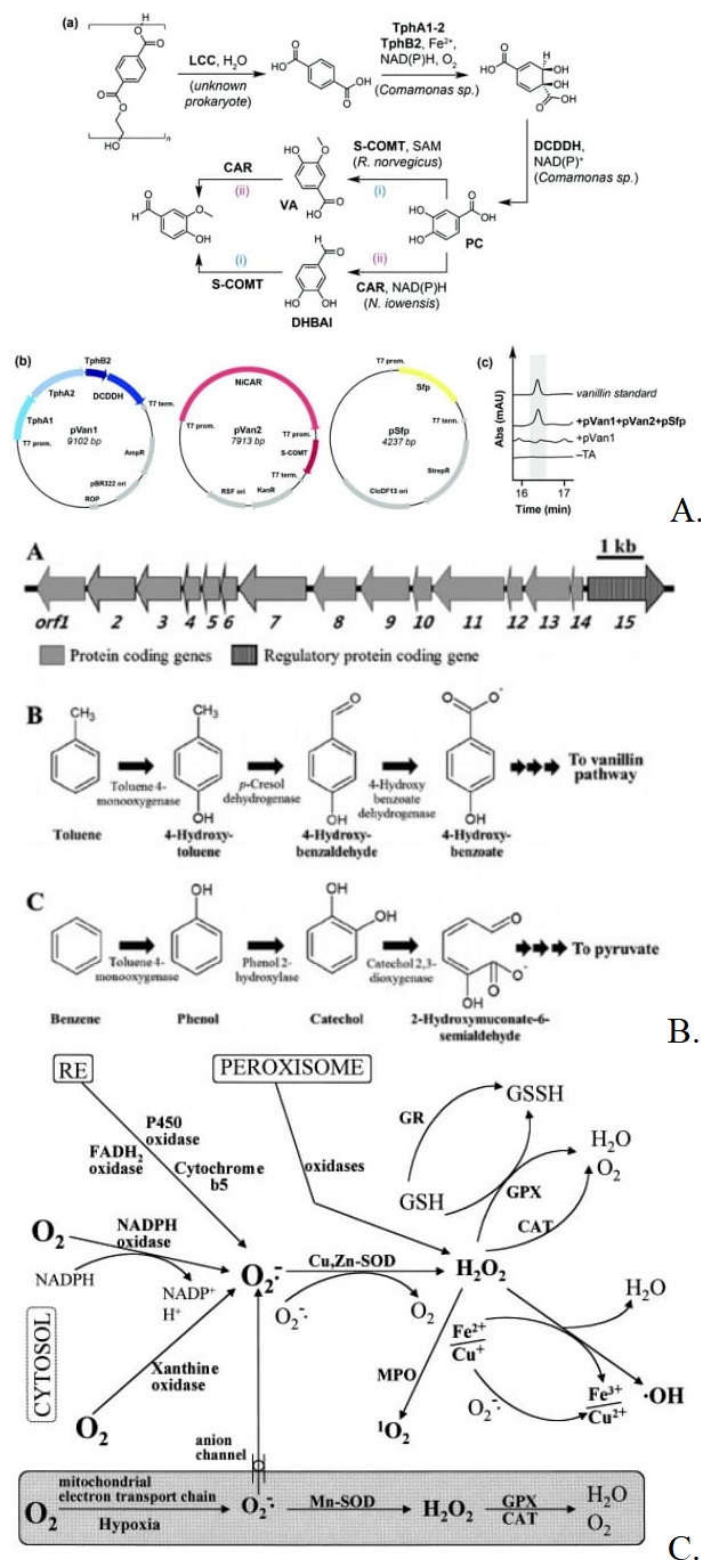 (a)
LCC, H₂O
(unknown
prokaryote)
TphA1-2
TphB2, Fe²⁺,
NAD(P)H, O₂
(Comamonas sp.)
HO
O
O
OH
O
O
O
O
HO
n
H
OH
OH
O
OH
HO
O
DCDDH,
NAD(P)⁺
(Comamonas sp.)
S-COMT, SAM
(R. norvegicus)
(i)
CAR
(ii)
HO
O
HO
O
VA
H
O
O
OH
HO
HO
O
OH
PC
(i)
S-COMT
H
O
HO
OH
DHBAI
(ii)
CAR, NAD(P)H
(N. iowensis)
(b)
TphB2
TphA2
DCDDH
TphA1
T7 term.
T7 prom.
pVan1
9102 bp
AmpR
pBR322 ori
ROP
NiCAR
T7 prom.
pVan2
7913 bp
T7 prom.
S-COMT
T7 term.
RSF ori
KanR
T7 prom.
Sfp
T7 term.
pSfp
4237 bp
StrepR
CloDF13 ori
(c)
Abs (mAU)
vanillin standard
+pVan1+pVan2+pSfp
+pVan1
–TA
16
17
Time (min)
A.
A
1 kb
orf1 2 3 4 5 6 7 8 9 10 11 12 13 14 15
Protein coding genes
Regulatory protein coding gene
B
CH₃
Toluene
Toluene 4-
monooxygenase
CH₃
OH
4-Hydroxy-
toluene
p-Cresol
dehydrogenase
O
OH
4-Hydroxy-
benzaldehyde
4-Hydroxy
benzoate
dehydrogenase
O
O⁻
OH
4-Hydroxy-
benzoate
To vanillin
pathway
C
Benzene
Toluene 4-
monooxygenase
OH
Phenol
Phenol 2-
hydroxylase
OH
OH
Catechol
Catechol 2,3-
dioxygenase
O
O⁻
O
OH
2-Hydroxymuconate-6-
semialdehyde
To pyruvate
B.
RE
PEROXISOME
P450
oxidase
FADH₂
oxidase
Cytochrome
b5
oxidases
GR
GSSH
GSH
GPX
H₂O
O₂
CAT
O₂
NADPH
oxidase
NADPH
NADP⁺
H⁺
O₂·⁻
Cu,Zn-SOD
O₂⁻·
O₂
H₂O₂
CYTOSOL
Xanthine
oxidase
O₂
MPO
¹O₂
Fe²⁺
Cu⁺
O₂⁻·
H₂O
Fe³⁺
Cu²⁺
·OH
anion
channel
O₂
mitochondrial
electron transport chain
Hypoxia
O₂⁻·
Mn-SOD
H₂O₂
GPX
CAT
H₂O
O₂
C.